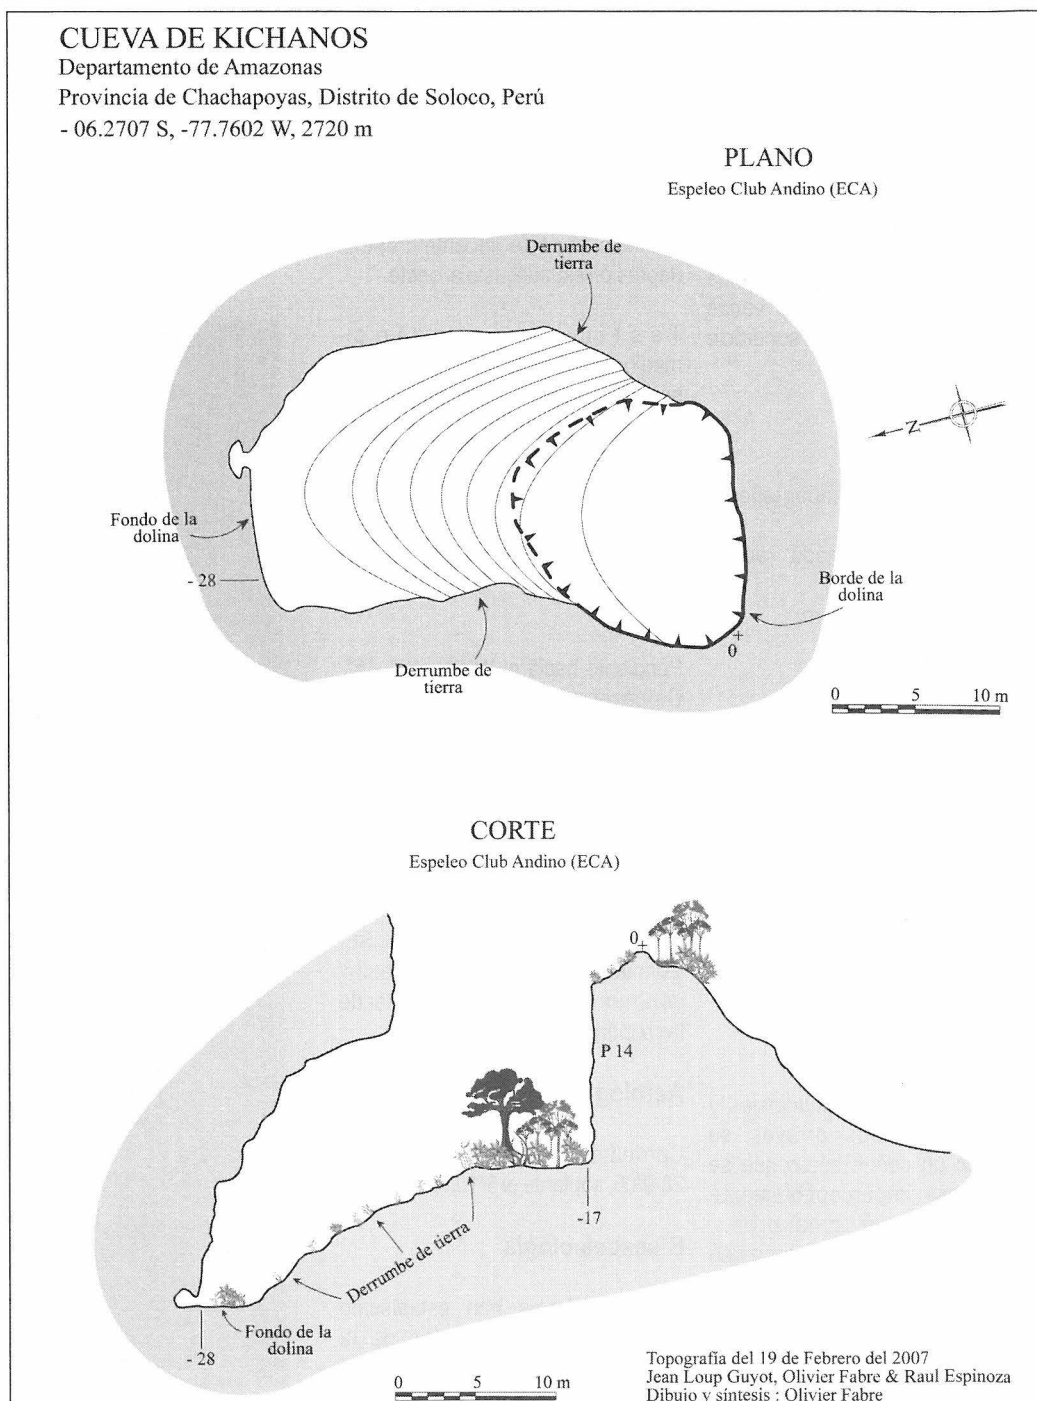 CUEVA DE KICHANOS
Departamento de Amazonas
Provincia de Chachapoyas, Distrito de Soloco, Perú
- 06.2707 S, -77.7602 W, 2720 m
PLANO
Espeleo Club Andino (ECA)
Derrumbe de
tierra
N
Fondo de la
dolina
- 28
Borde de la
dolina
0
Derrumbe de
tierra
0 5 10 m
CORTE
Espeleo Club Andino (ECA)
0
P 14
-17
Derrumbe de tierra
Fondo de la
dolina
- 28
0 5 10 m
Topografía del 19 de Febrero del 2007
Jean Loup Guyot, Olivier Fabre & Raul Espinoza
Dibujo y síntesis : Olivier Fabre